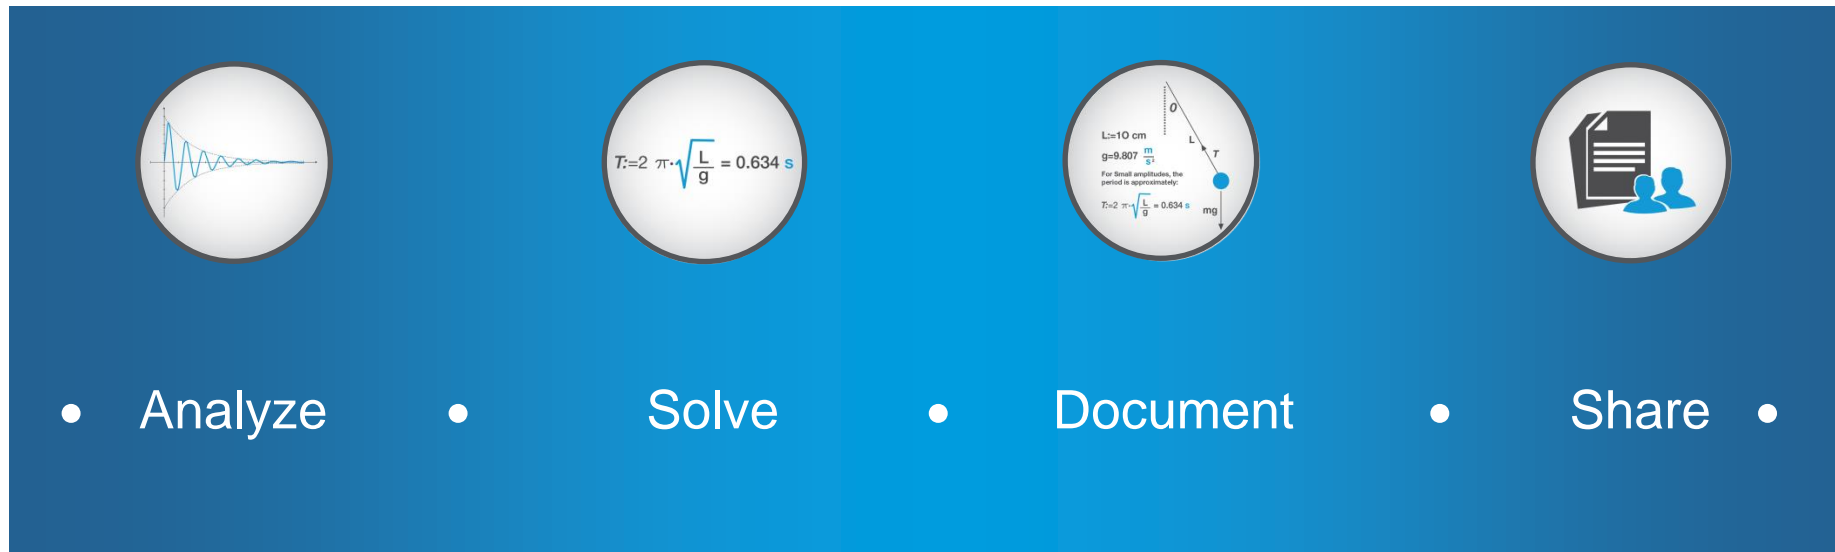 T:=2 π·√L/g = 0.634 s
θ
L:=10 cm
L
T
g=9.807 m/s²
For Small amplitudes, the
period is approximately:
T:=2 π·√L/g = 0.634 s
mg
• Analyze • Solve • Document • Share •